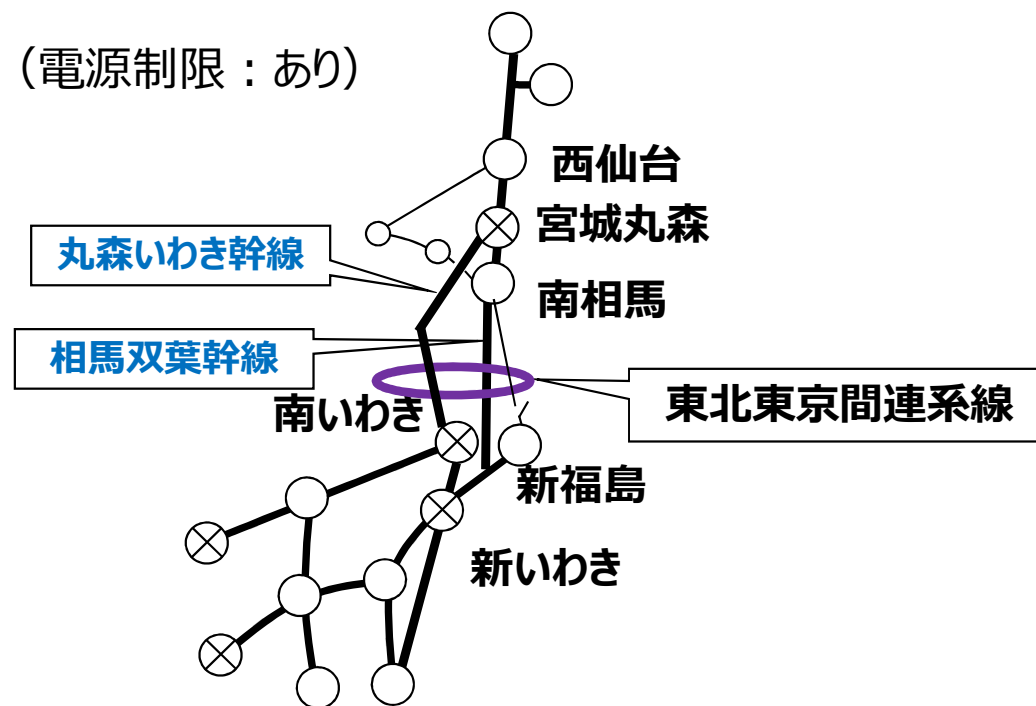 （電源制限：あり）
西仙台
宮城丸森
丸森いわき幹線
南相馬
相馬双葉幹線
東北東京間連系線
南いわき
新福島
新いわき